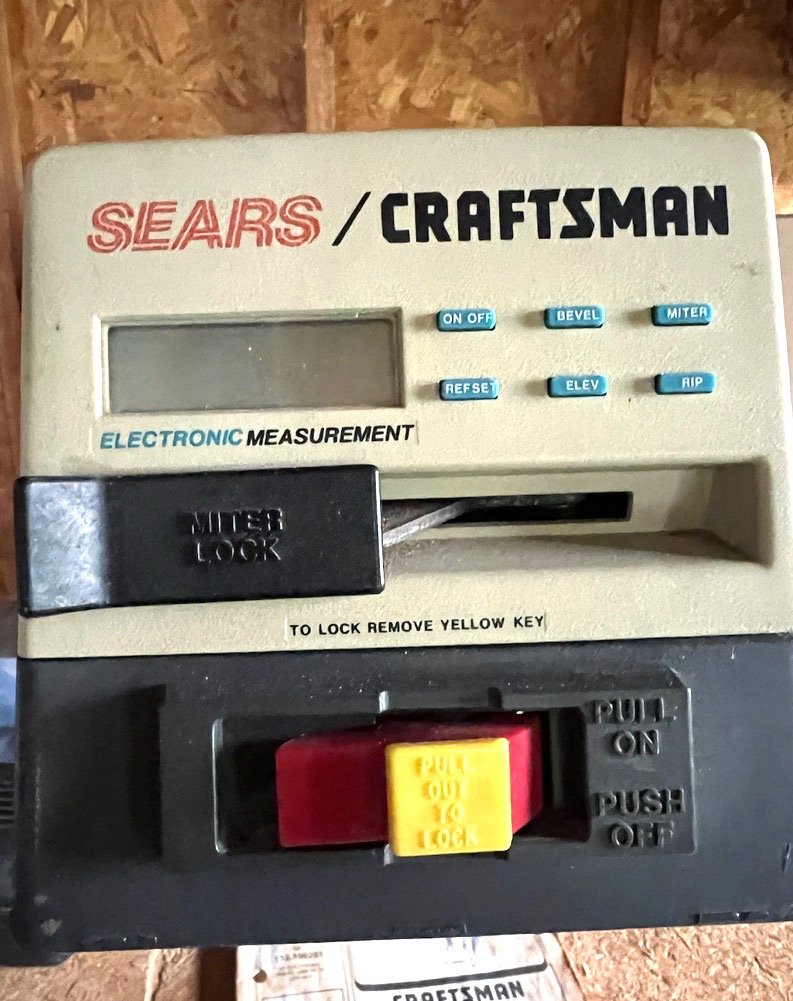 SEARS / CRAFTSMAN
ON OFF BEVEL MITER
REFSET ELEV RIP
ELECTRONIC MEASUREMENT
MITER
LOCK
TO LOCK REMOVE YELLOW KEY
PULL
ON
PUSH
OFF
PULL
OUT
TO
LOCK
CRAFTSMAN